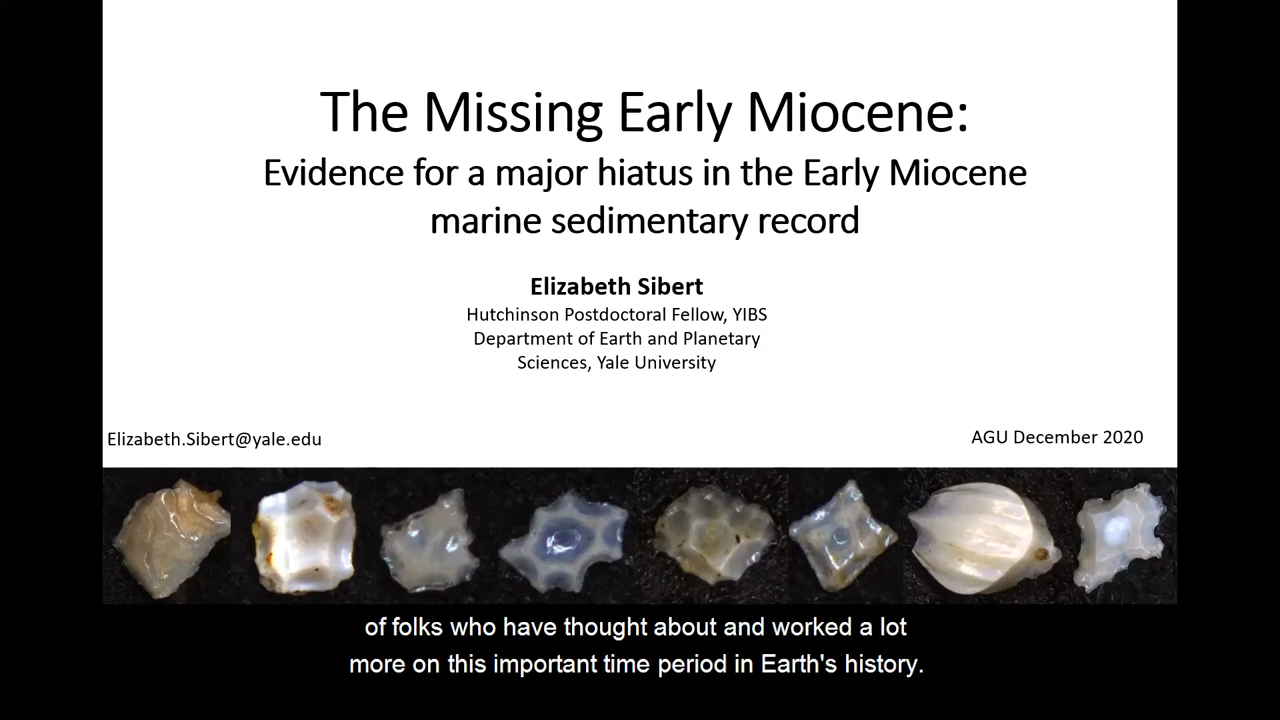 The Missing Early Miocene:
Evidence for a major hiatus in the Early Miocene
marine sedimentary record
Elizabeth Sibert
Hutchinson Postdoctoral Fellow, YIBS
Department of Earth and Planetary
Sciences, Yale University
Elizabeth.Sibert@yale.edu
AGU December 2020
of folks who have thought about and worked a lot
more on this important time period in Earth's history.